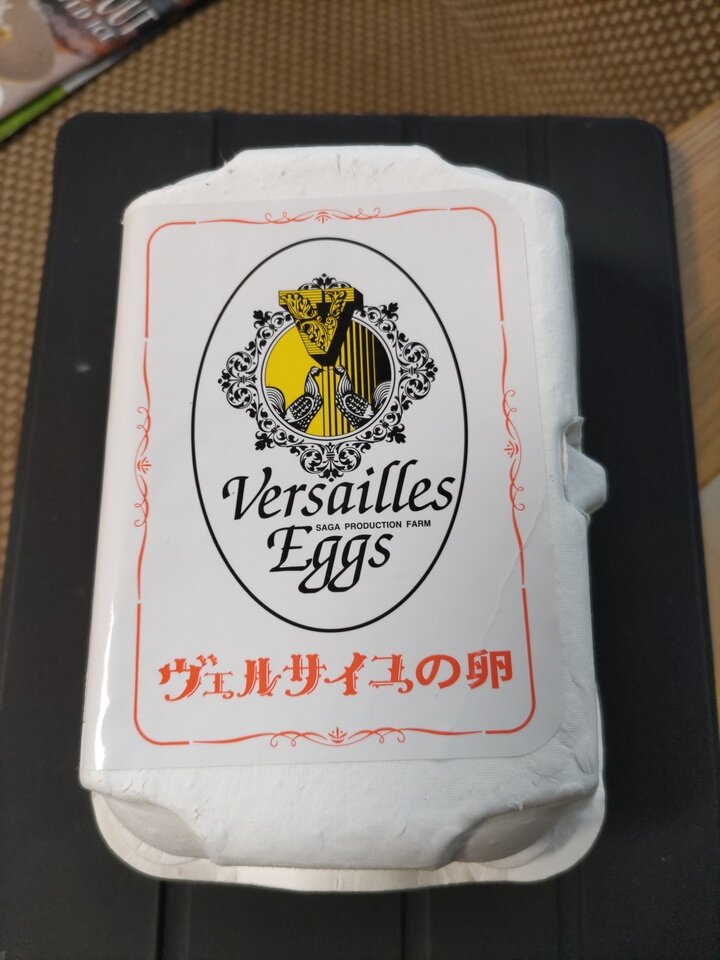 V
Versailles
SAGA PRODUCTION FARM
Eggs
ヴェルサイユの卵